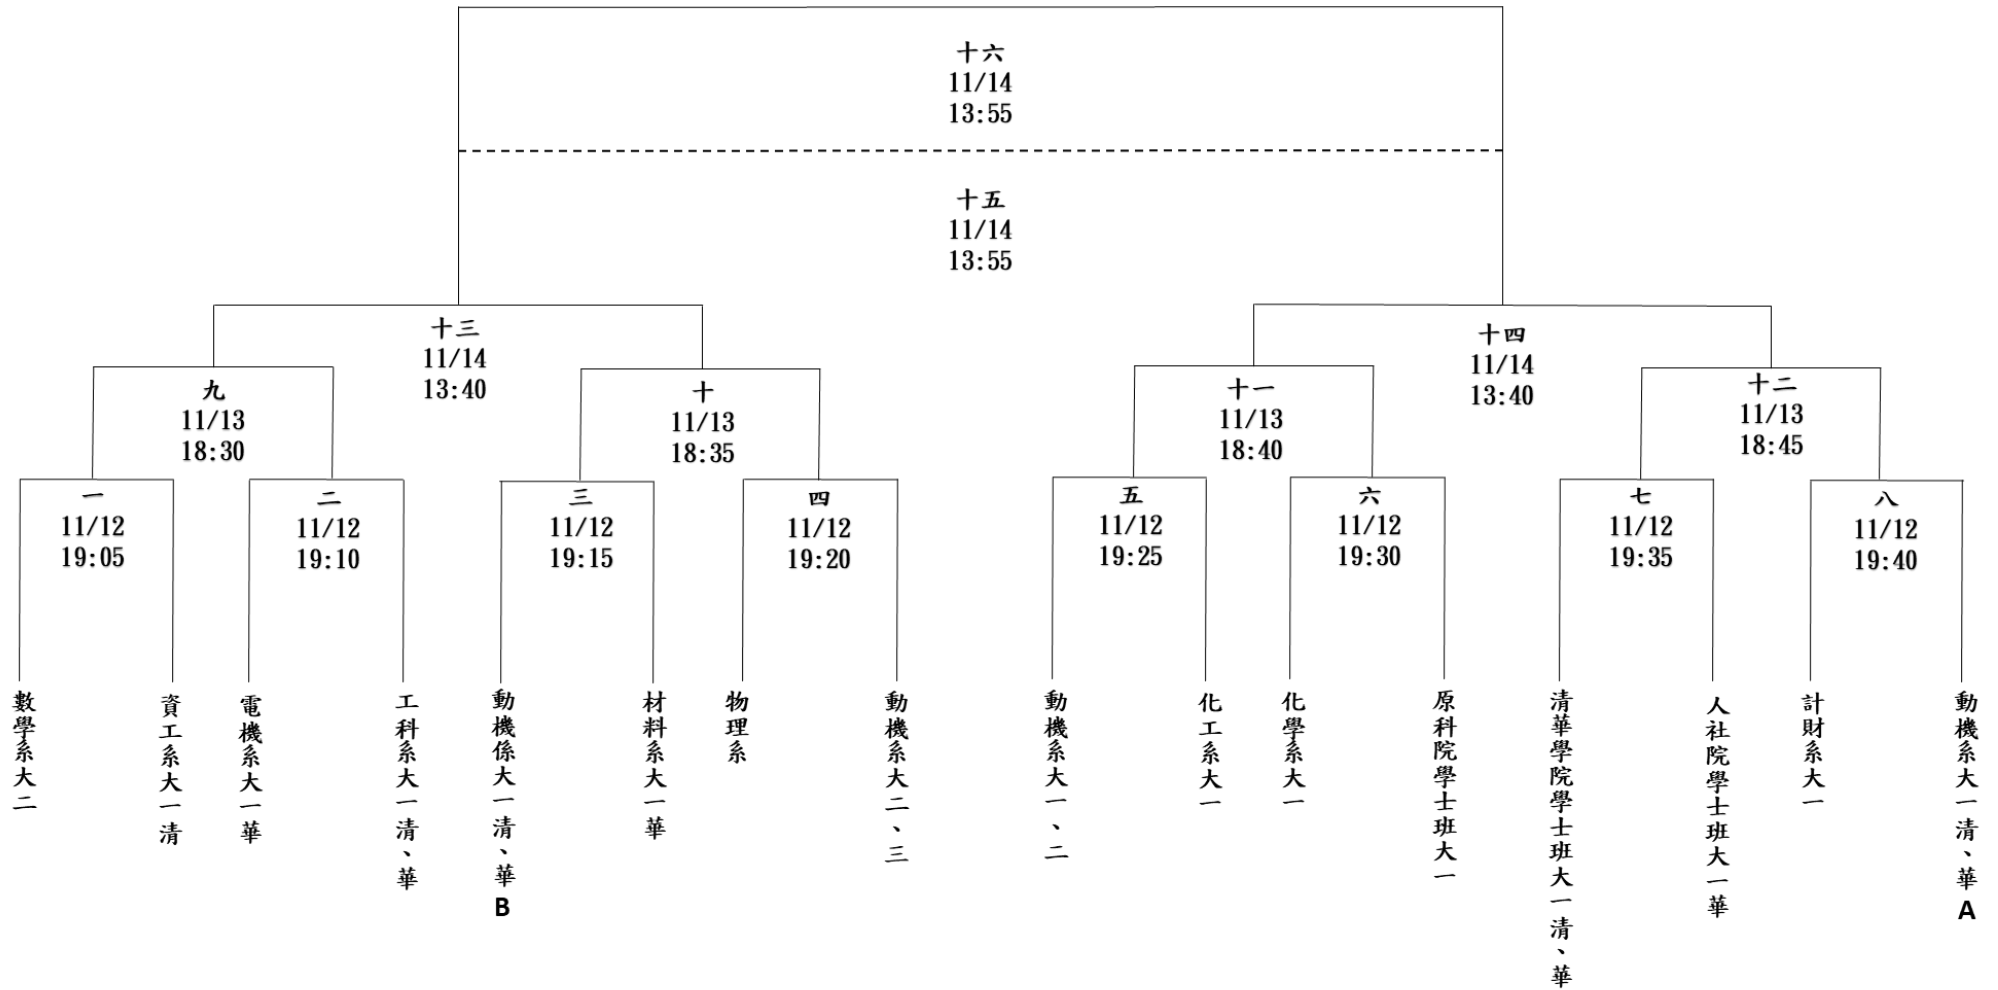 十六
11/14
13:55
十五
11/14
13:55
十三
11/14
13:40
十四
11/14
13:40
九
11/13
18:30
十
11/13
18:35
十一
11/13
18:40
十二
11/13
18:45
一
11/12
19:05
二
11/12
19:10
三
11/12
19:15
四
11/12
19:20
五
11/12
19:25
六
11/12
19:30
七
11/12
19:35
八
11/12
19:40
數學系大二
資工系大一清
電機系大一華
工科系大一清、華
動機係大一清、華B
材料系大一華
物理系
動機系大二、三
動機系大一、二
化工系大一
化學系大一
原科院學士班大一
清華學院學士班大一清、華
人社院學士班大一華
計財系大一
動機系大一清、華A